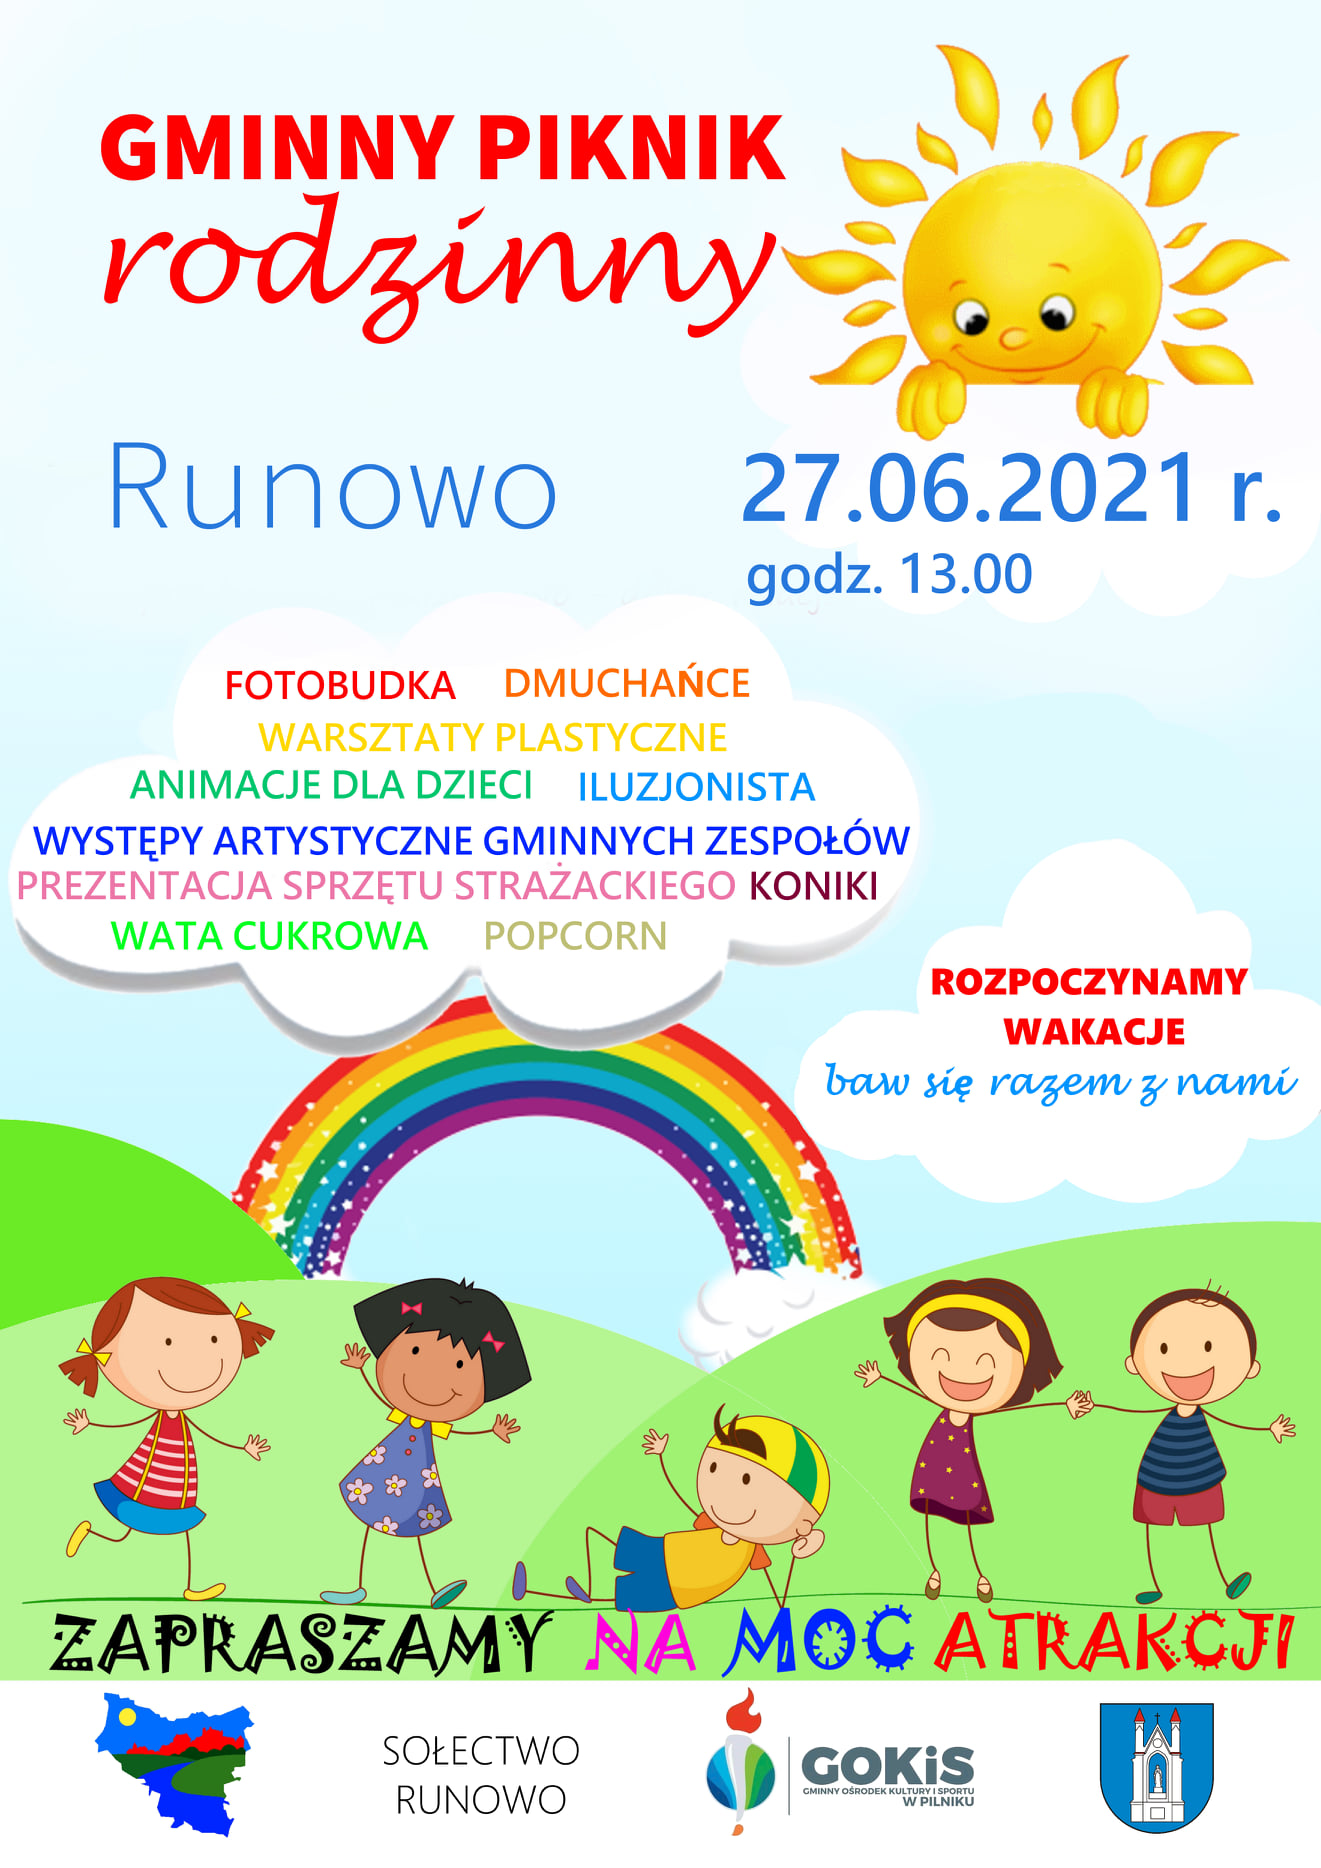 GMINNY PIKNIK
rodzinny
Runowo
27.06.2021 r.
godz. 13.00
FOTOBUDKA DMUCHAŃCE
WARSZTATY PLASTYCZNE
ANIMACJE DLA DZIECI ILUZJONISTA
WYSTĘPY ARTYSTYCZNE GMINNYCH ZESPOŁÓW
PREZENTACJA SPRZĘTU STRAŻACKIEGO KONIKI
WATA CUKROWA POPCORN
ROZPOCZYNAMY
WAKACJE
baw się razem z nami
ZAPRASZAMY NA MOC ATRAKCJI
SOŁECTWO
RUNOWO
GOKiS
GMINNY OŚRODEK KULTURY I SPORTU
W PILNIKU